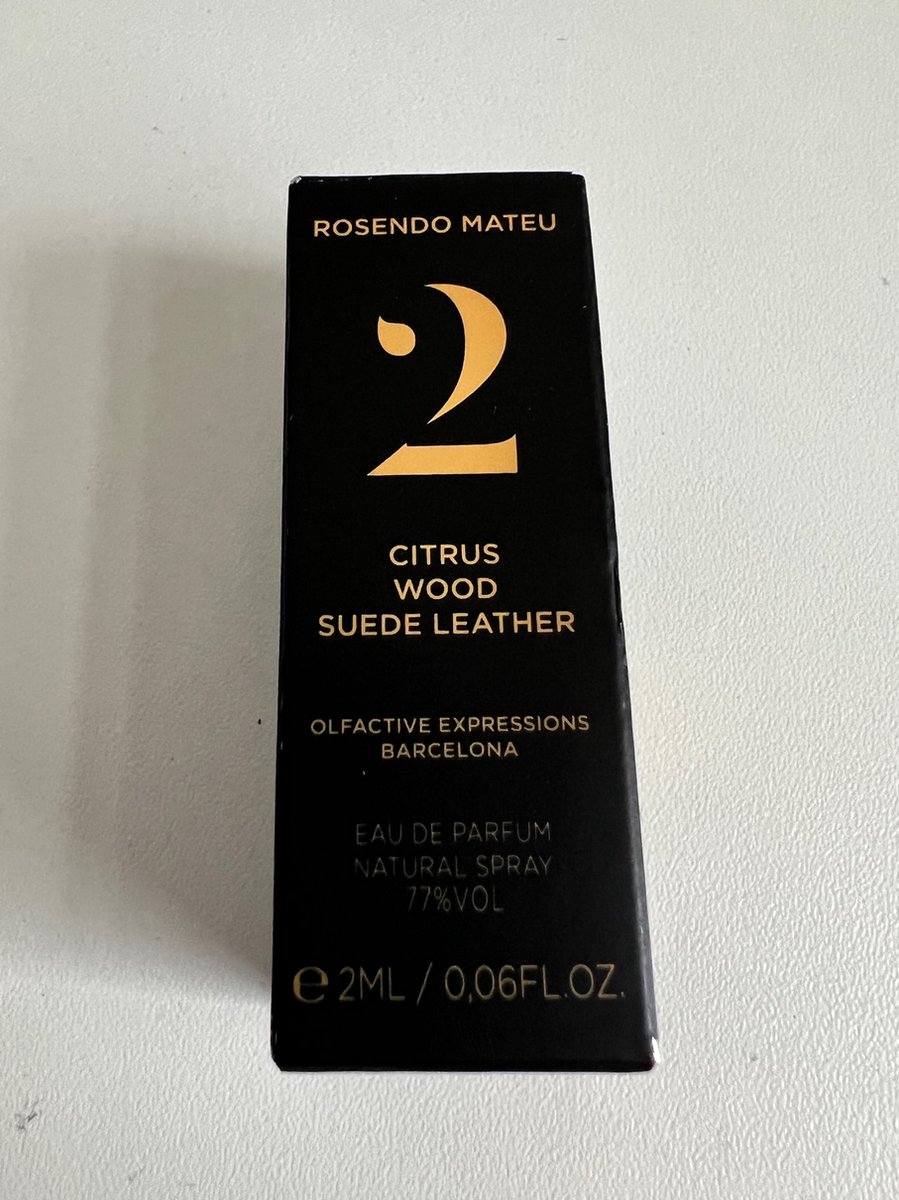 ROSENDO MATEU
2
CITRUS
WOOD
SUEDE LEATHER
OLFACTIVE EXPRESSIONS
BARCELONA
EAU DE PARFUM
NATURAL SPRAY
77%VOL
℮ 2ML / 0,06FL.OZ.